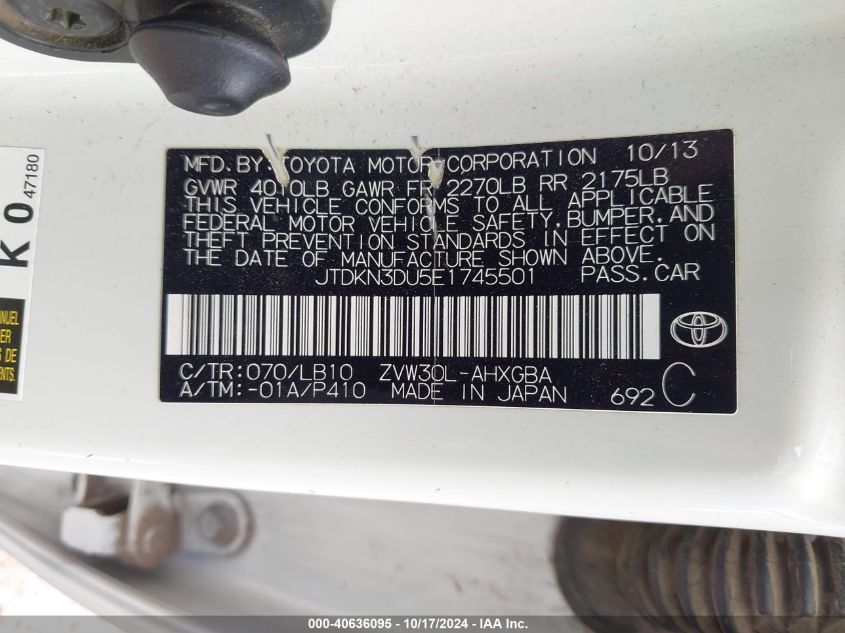 MFD. BY: TOYOTA MOTOR CORPORATION 10/13
GVWR 4010LB GAWR FR 2270LB RR 2175LB
THIS VEHICLE CONFORMS TO ALL APPLICABLE
FEDERAL MOTOR VEHICLE SAFETY, BUMPER, AND
THEFT PREVENTION STANDARDS IN EFFECT ON
THE DATE OF MANUFACTURE SHOWN ABOVE.
JTDKN3DU5E1745501 PASS. CAR
C/TR: 070/LB10 ZVW30L-AHXGBA
A/TM: -01A/P410 MADE IN JAPAN 692 C
K 0 47180
000-40636095 - 10/17/2024 - IAA, Inc.